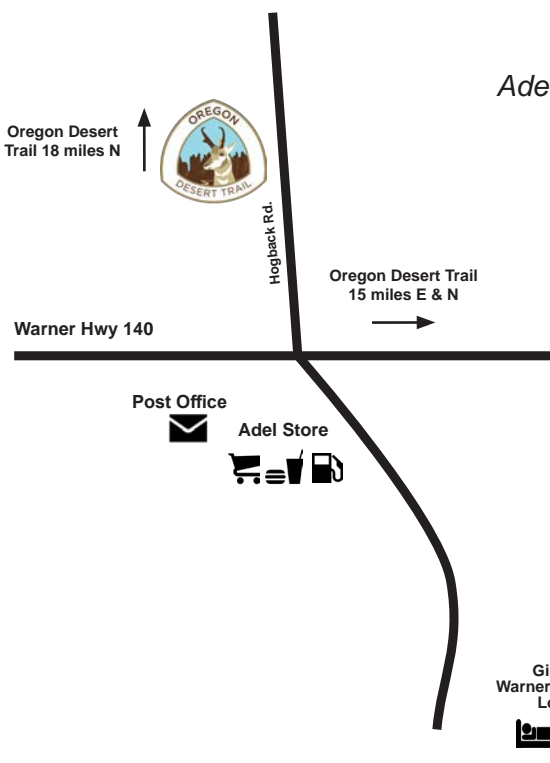 Ade
OREGON
DESERT TRAIL
Oregon Desert
Trail 18 miles N
Hogback Rd.
Oregon Desert Trail
15 miles E & N
Warner Hwy 140
Post Office
Adel Store
Gi
Warner
Lo